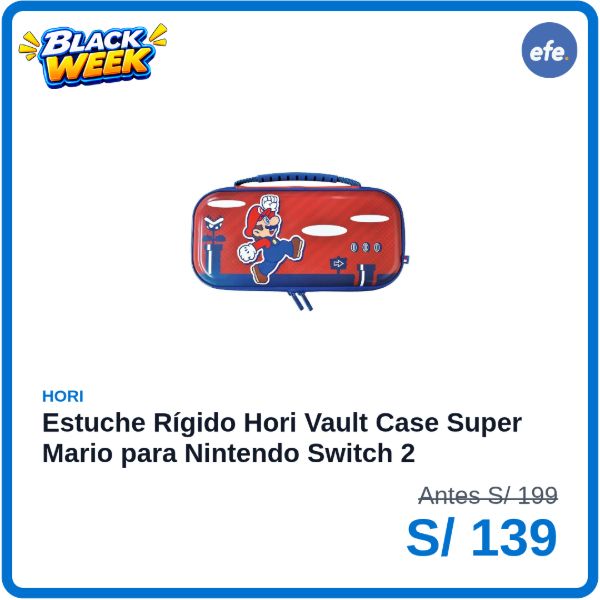 BLACK
WEEK
efe.
HORI
Estuche Rígido Hori Vault Case Super
Mario para Nintendo Switch 2
Antes S/ 199
S/ 139